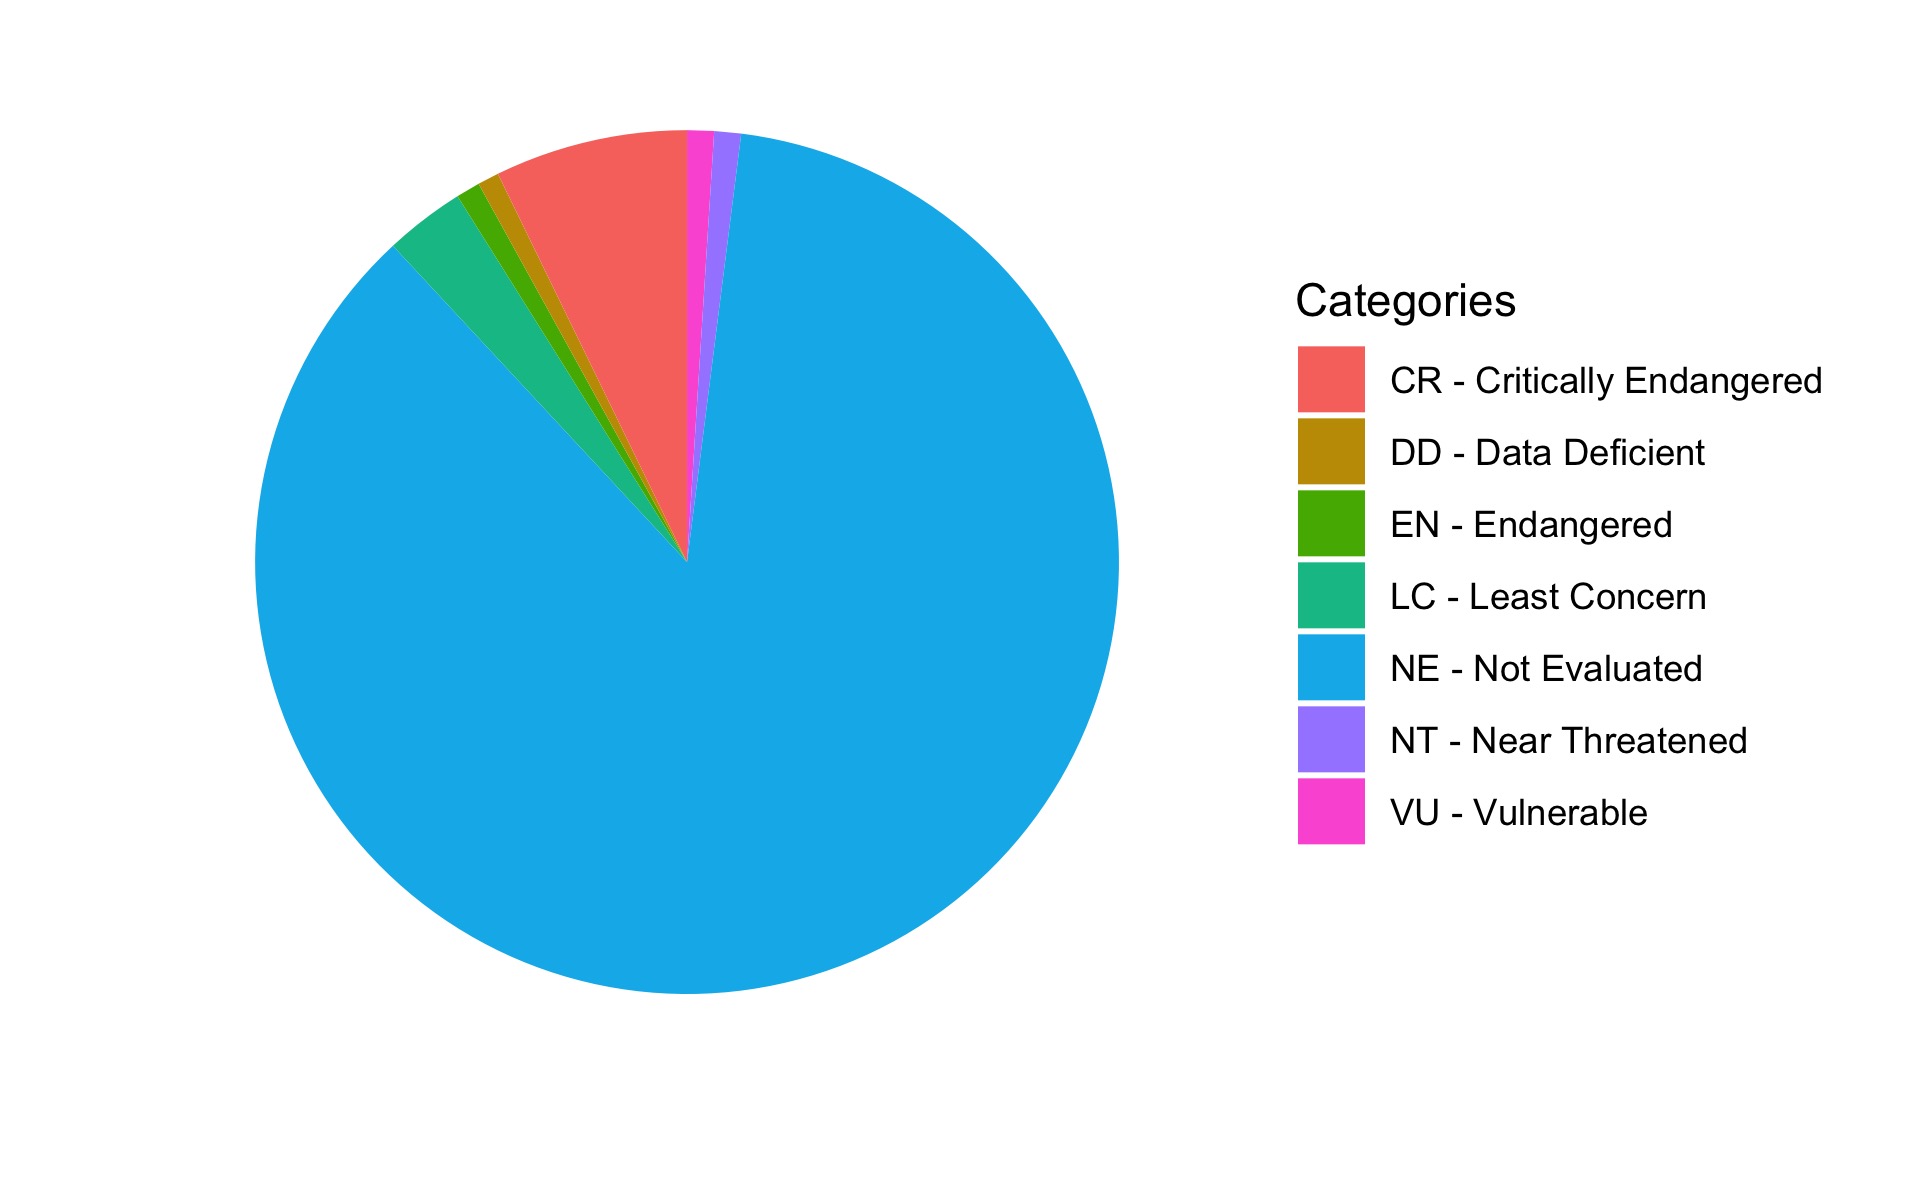 Categories
CR - Critically Endangered
DD - Data Deficient
EN - Endangered
LC - Least Concern
NE - Not Evaluated
NT - Near Threatened
VU - Vulnerable